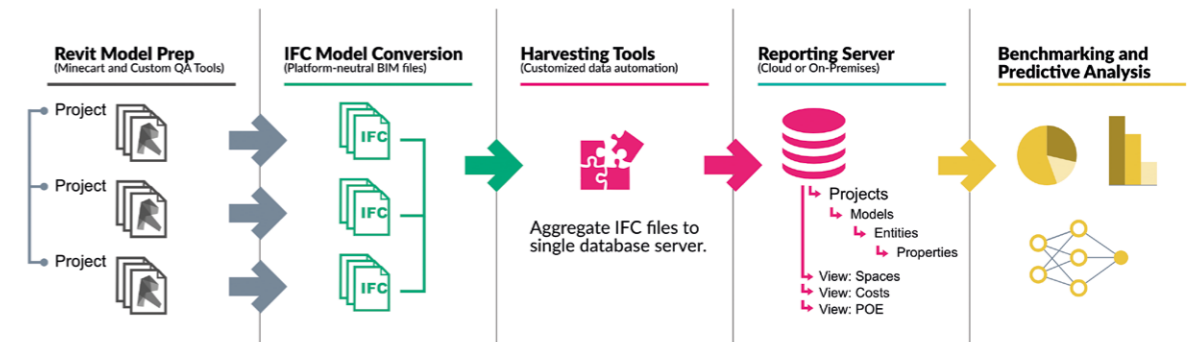 Revit Model Prep
(Minecart and Custom QA Tools)
Project
Project
Project
IFC Model Conversion
(Platform-neutral BIM files)
IFC
IFC
IFC
Harvesting Tools
(Customized data automation)
Aggregate IFC files to
single database server.
Reporting Server
(Cloud or On-Premises)
Projects
Models
Entities
Properties
View: Spaces
View: Costs
View: POE
Benchmarking and
Predictive Analysis